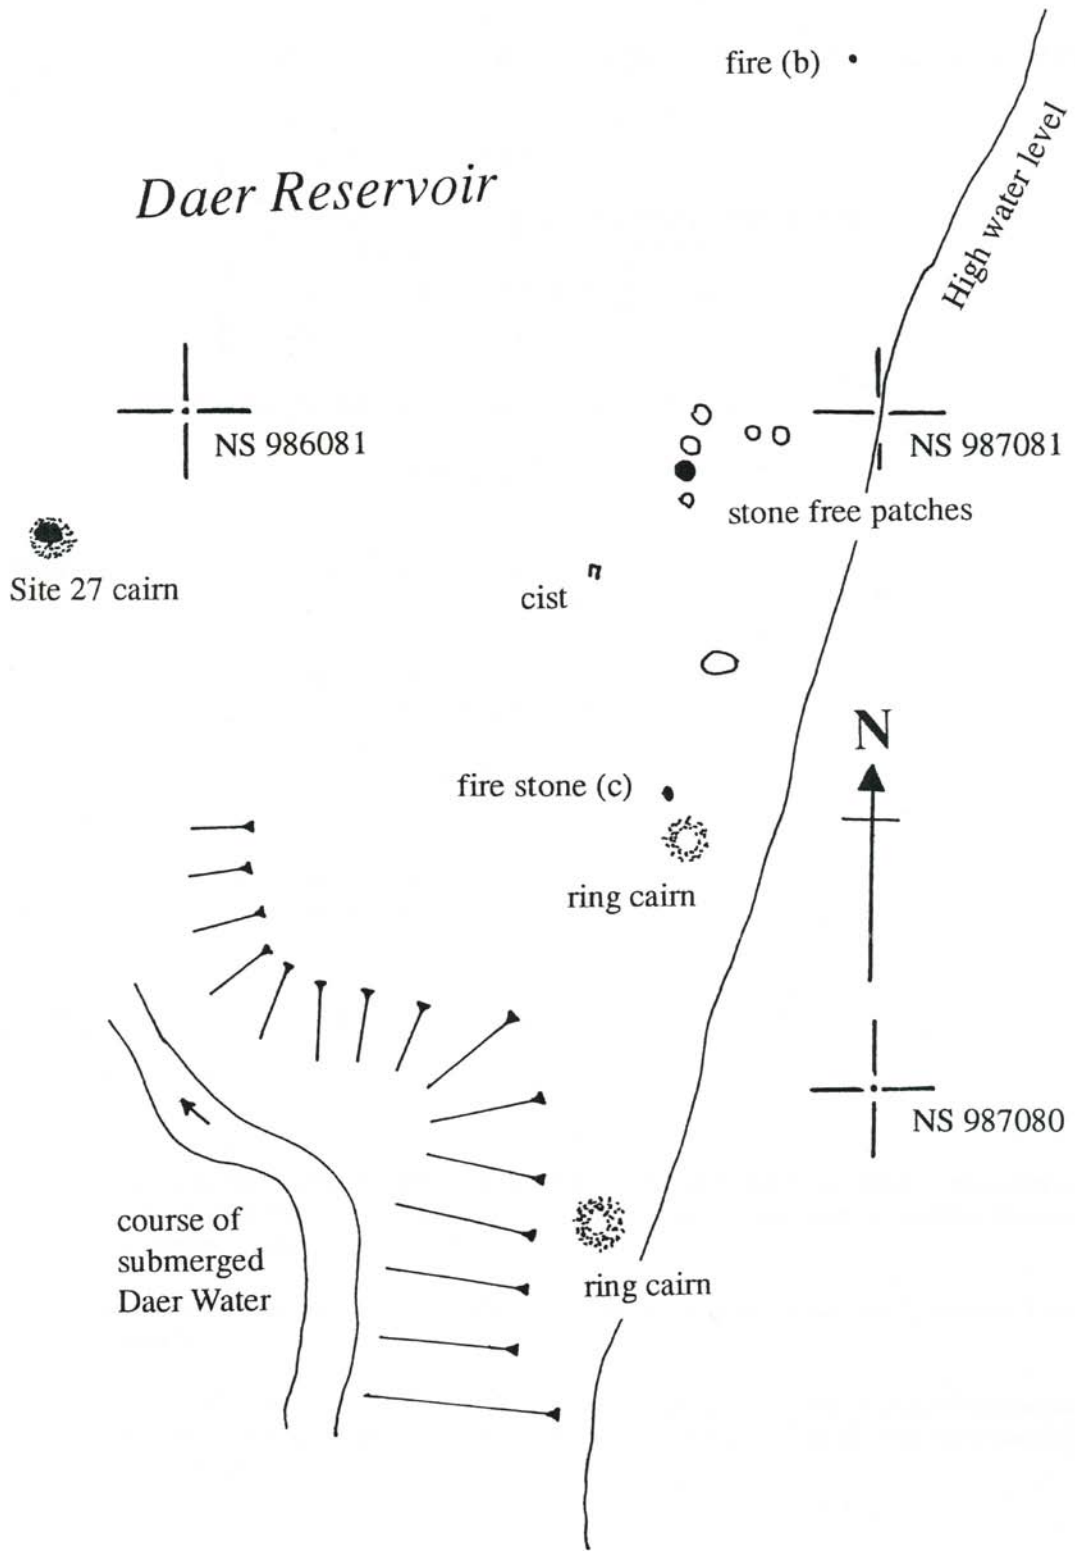 fire (b)
Daer Reservoir
High water level
NS 986081
NS 987081
stone free patches
Site 27 cairn
cist
N
fire stone (c)
ring cairn
NS 987080
course of
submerged
Daer Water
ring cairn